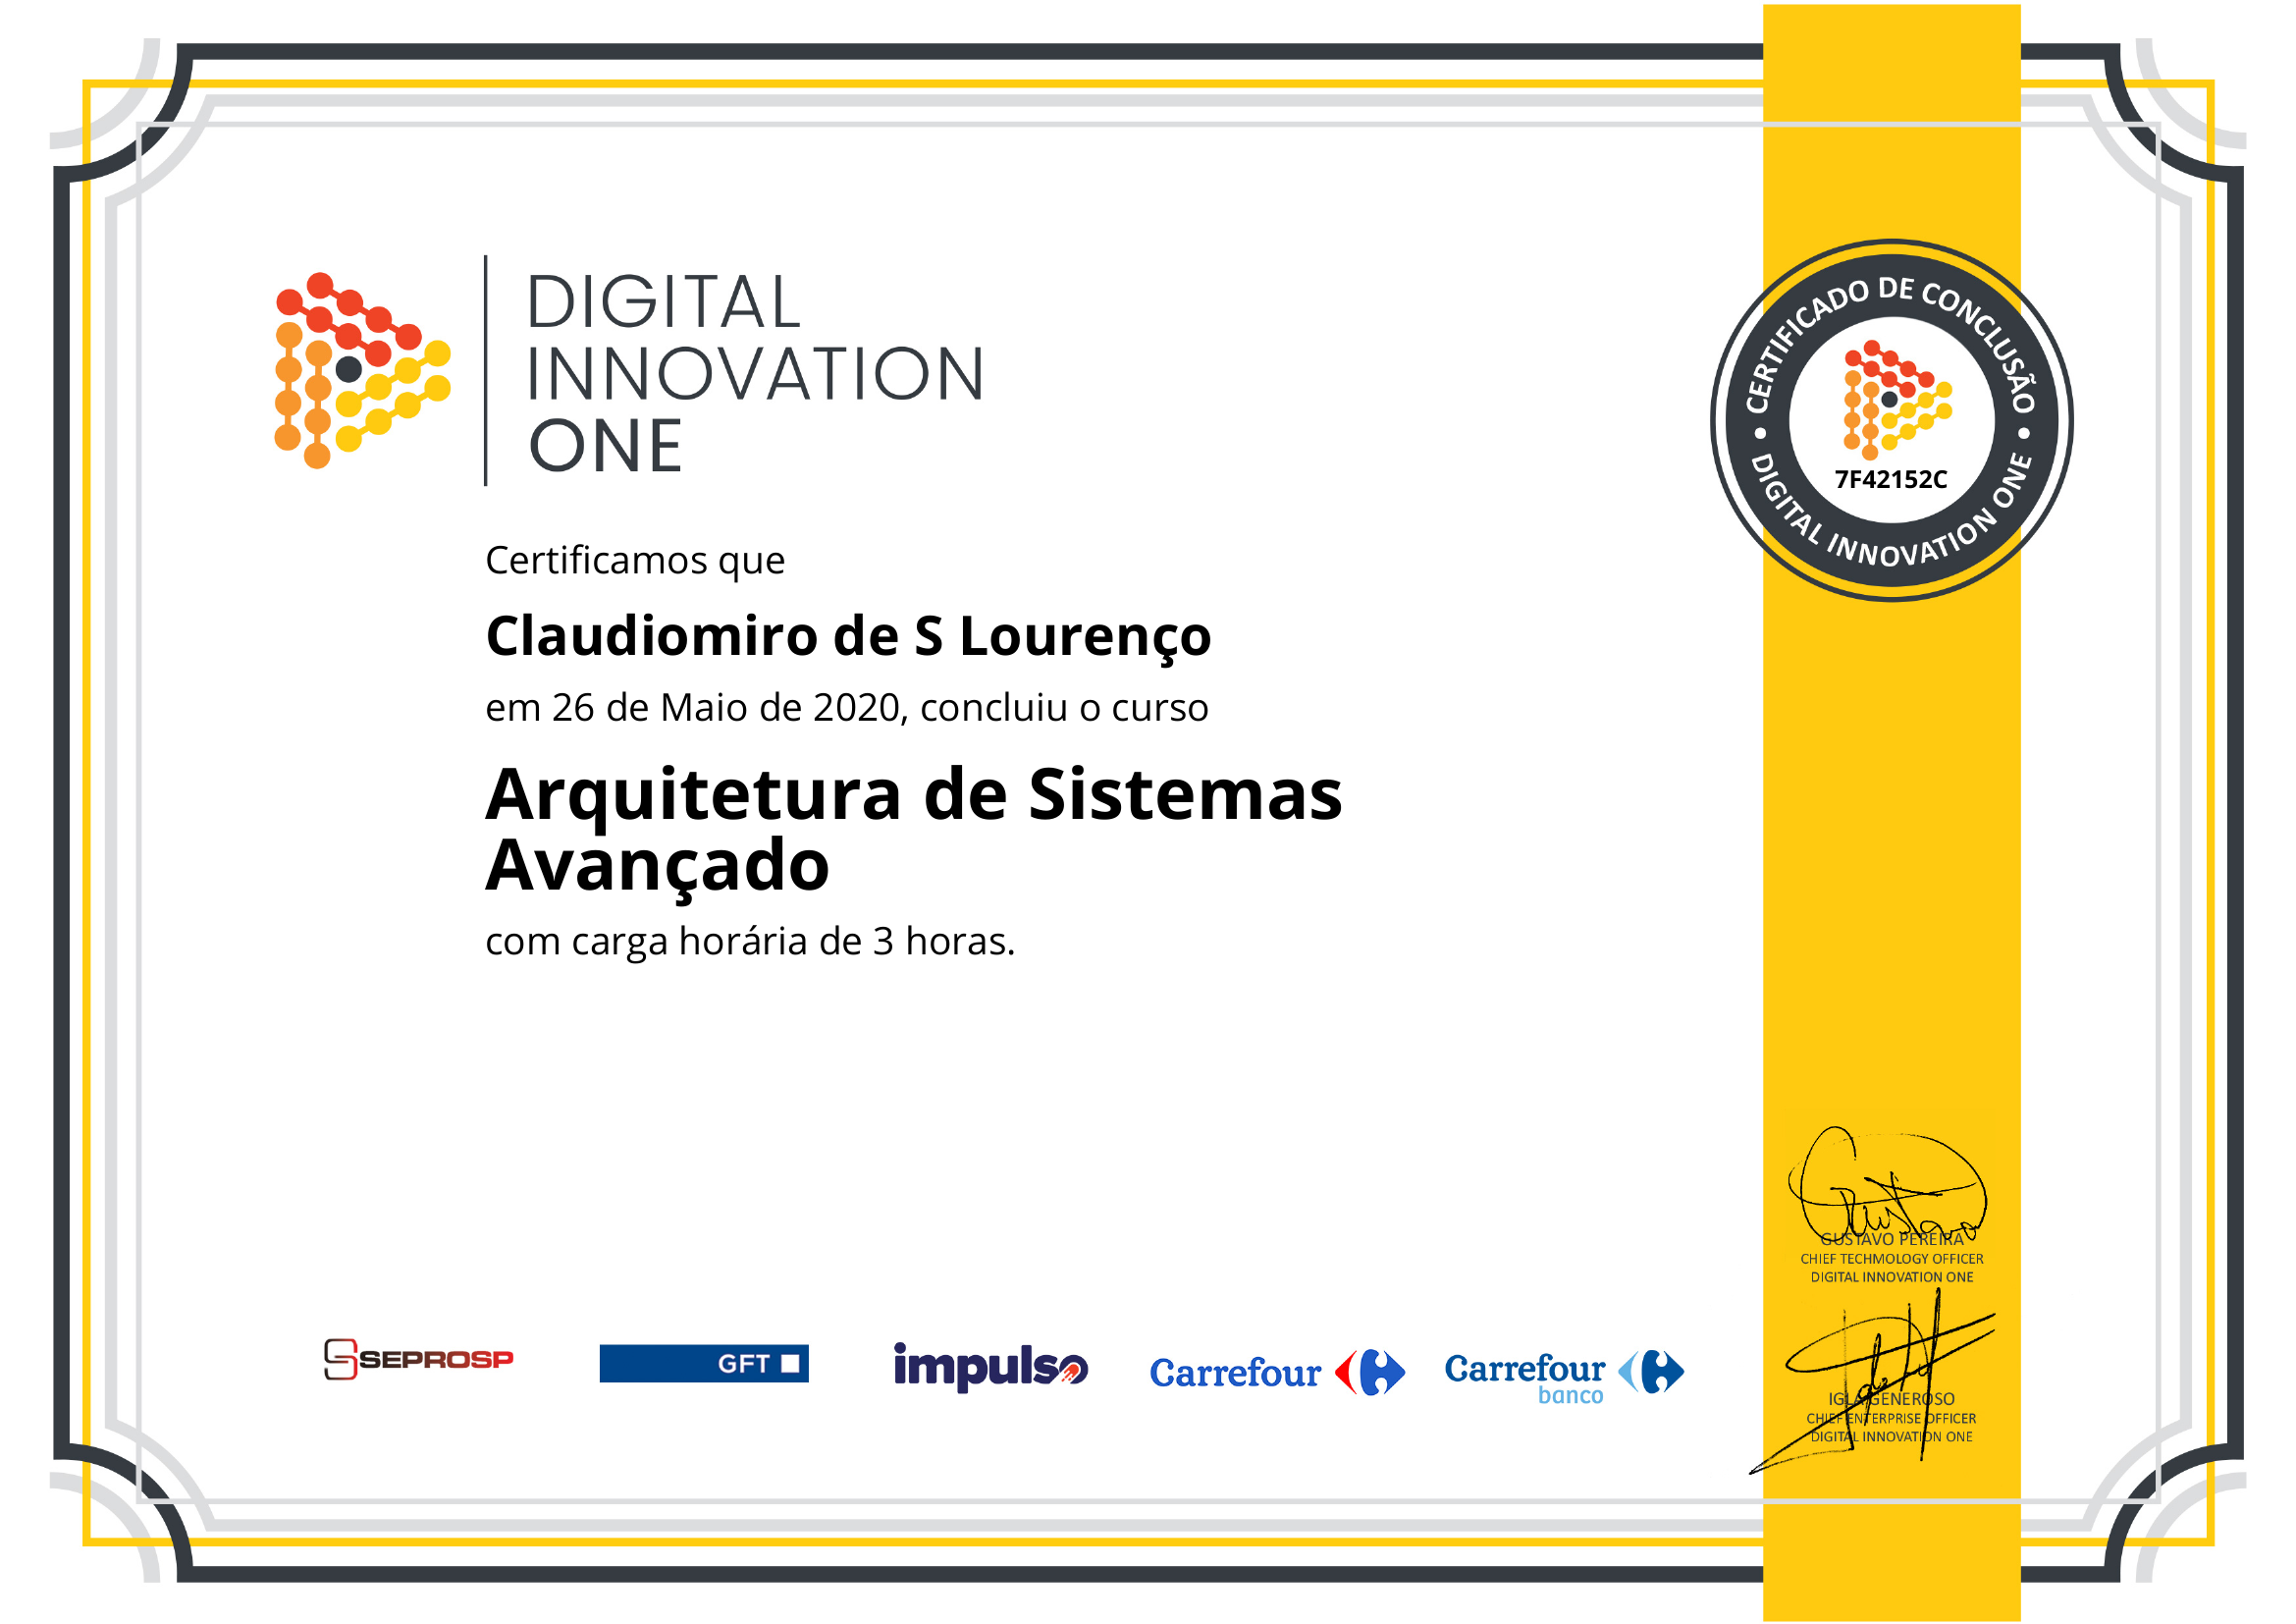 DIGITAL
INNOVATION
ONE
CERTIFICADO DE CONCLUSÃO
7F42152C
DIGITAL INNOVATION ONE
Certificamos que
Claudiomiro de S Lourenço
em 26 de Maio de 2020, concluiu o curso
Arquitetura de Sistemas
Avançado
com carga horária de 3 horas.
GUSTAVO PEREIRA
CHIEF TECHMOLOGY OFFICER
DIGITAL INNOVATION ONE
IGLA GENEROSO
CHIEF ENTERPRISE OFFICER
DIGITAL INNOVATION ONE
SEPROSP
GFT
impulso
Carrefour
Carrefour
banco